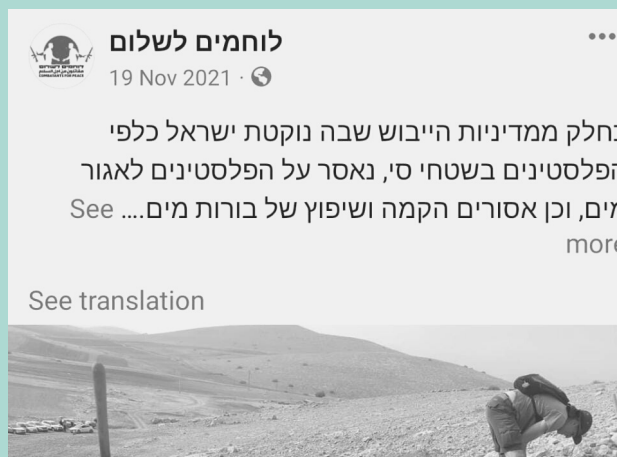 לוחמים לשלום
19 Nov 2021
בחלק ממדיניות הייבוש שבה נוקטת ישראל כלפי
הפלסטינים בשטחי סי, נאסר על הפלסטינים לאגור
מים, וכן אסורים הקמה ושיפוץ של בורות מים.... See
more
See translation